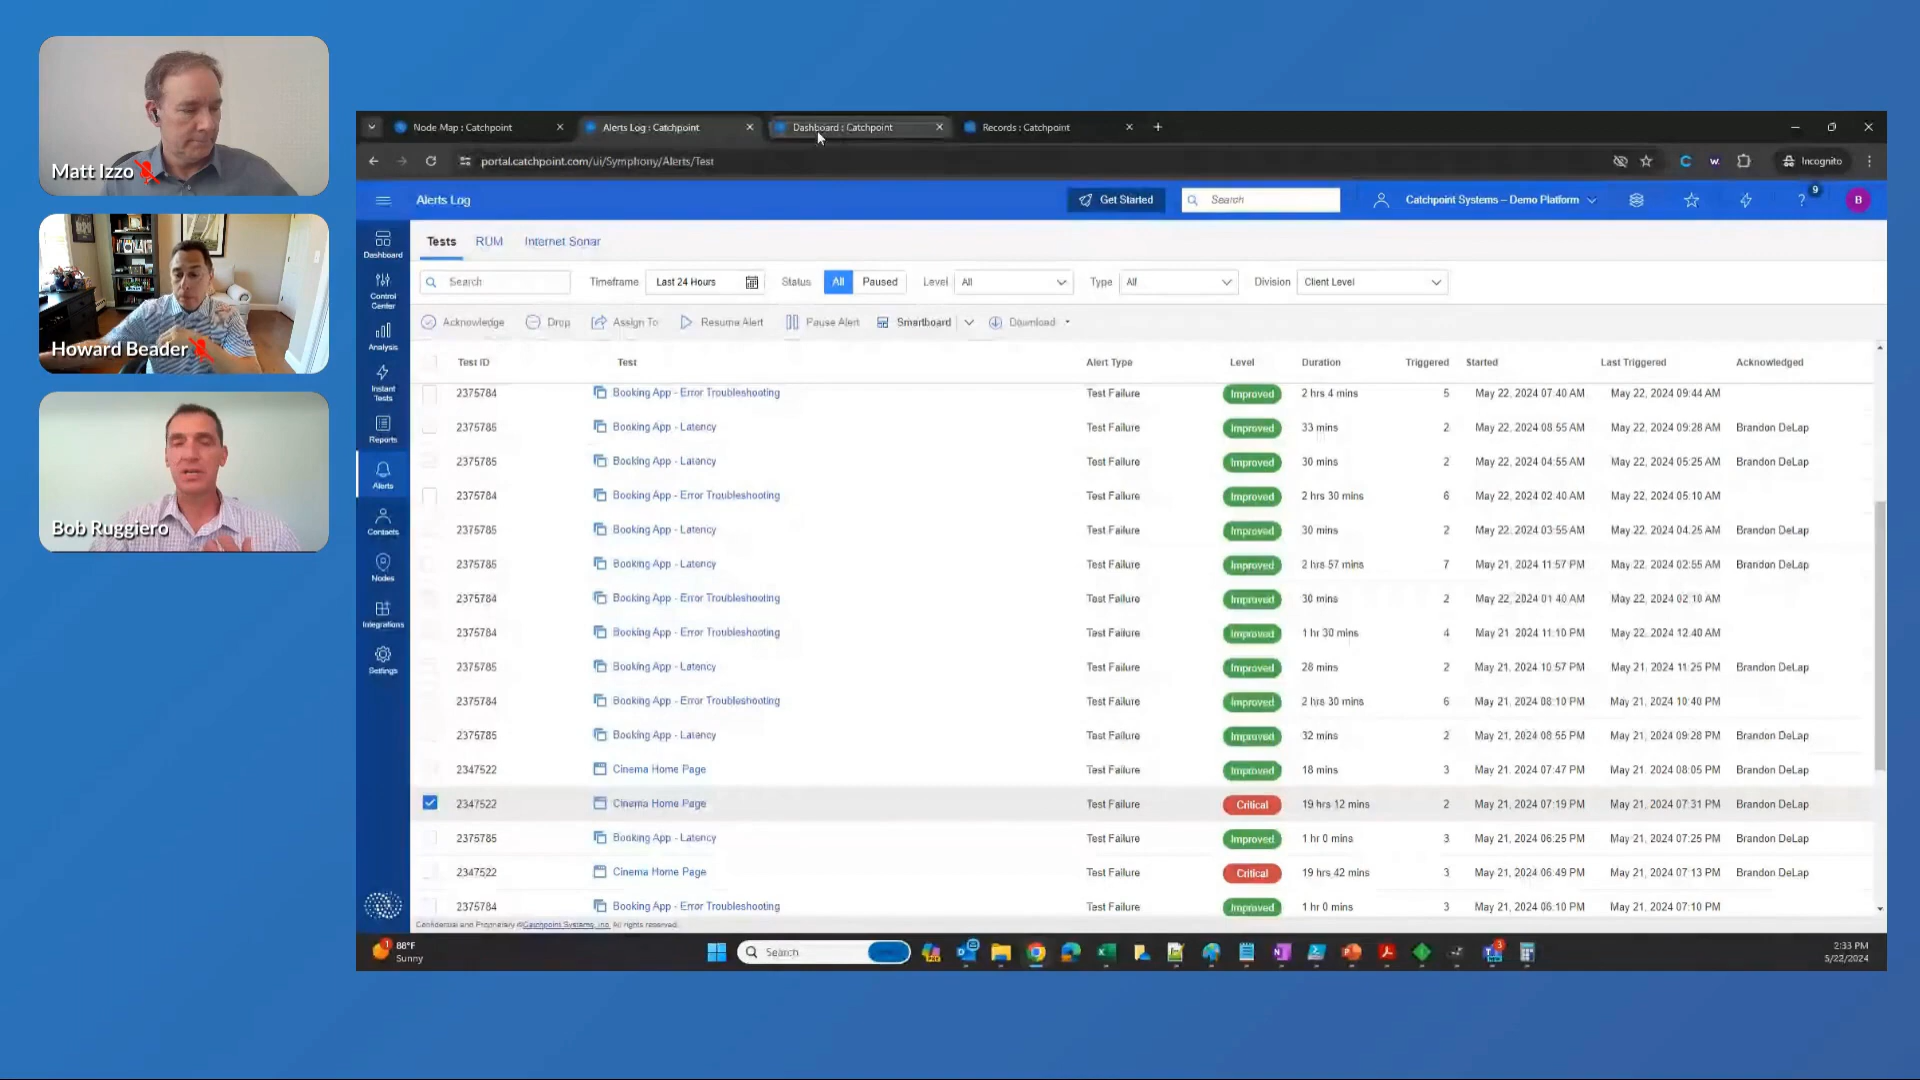 Matt Izzo
Howard Beader
Bob Ruggiero
Node Map : Catchpoint
Alerts Log : Catchpoint
Dashboard : Catchpoint
Records : Catchpoint
portal.catchpoint.com/ui/Symphony/Alerts/Test
Incognito
Alerts Log
Get Started
Search
Catchpoint Systems – Demo Platform
9
B
Dashboard
Control Center
Analysis
Instant Tests
Reports
Alerts
Contacts
Nodes
Integrations
Settings
Tests RUM Internet Sonar
Search Timeframe Last 24 Hours Status All Paused Level All Type All Division Client Level
Acknowledge Drop Assign To Resume Alert Pause Alert Smartboard Download
Test ID Test Alert Type Level Duration Triggered Started Last Triggered Acknowledged
2375784 Booking App - Error Troubleshooting Test Failure Improved 2 hrs 4 mins 5 May 22, 2024 07:40 AM May 22, 2024 09:44 AM
2375785 Booking App - Latency Test Failure Improved 33 mins 2 May 22, 2024 08:55 AM May 22, 2024 09:28 AM Brandon DeLap
2375785 Booking App - Latency Test Failure Improved 30 mins 2 May 22, 2024 04:55 AM May 22, 2024 05:25 AM Brandon DeLap
2375784 Booking App - Error Troubleshooting Test Failure Improved 2 hrs 30 mins 6 May 22, 2024 02:40 AM May 22, 2024 05:10 AM
2375785 Booking App - Latency Test Failure Improved 30 mins 2 May 22, 2024 03:55 AM May 22, 2024 04:25 AM Brandon DeLap
2375785 Booking App - Latency Test Failure Improved 2 hrs 57 mins 7 May 21, 2024 11:57 PM May 22, 2024 02:55 AM Brandon DeLap
2375784 Booking App - Error Troubleshooting Test Failure Improved 30 mins 2 May 22, 2024 01:40 AM May 22, 2024 02:10 AM
2375784 Booking App - Error Troubleshooting Test Failure Improved 1 hr 30 mins 4 May 21, 2024 11:10 PM May 22, 2024 12:40 AM
2375785 Booking App - Latency Test Failure Improved 28 mins 2 May 21, 2024 10:57 PM May 21, 2024 11:25 PM Brandon DeLap
2375784 Booking App - Error Troubleshooting Test Failure Improved 2 hrs 30 mins 6 May 21, 2024 08:10 PM May 21, 2024 10:40 PM
2375785 Booking App - Latency Test Failure Improved 32 mins 2 May 21, 2024 08:55 PM May 21, 2024 09:28 PM Brandon DeLap
2347522 Cinema Home Page Test Failure Improved 18 mins 3 May 21, 2024 07:47 PM May 21, 2024 08:05 PM Brandon DeLap
2347522 Cinema Home Page Test Failure Critical 19 hrs 12 mins 2 May 21, 2024 07:19 PM May 21, 2024 07:31 PM Brandon DeLap
2375785 Booking App - Latency Test Failure Improved 1 hr 0 mins 3 May 21, 2024 06:25 PM May 21, 2024 07:25 PM Brandon DeLap
2347522 Cinema Home Page Test Failure Critical 19 hrs 42 mins 3 May 21, 2024 06:49 PM May 21, 2024 07:13 PM Brandon DeLap
2375784 Booking App - Error Troubleshooting Test Failure Improved 1 hr 0 mins 3 May 21, 2024 06:10 PM May 21, 2024 07:10 PM
Confidential and Proprietary ©Catchpoint Systems, Inc. All rights reserved.
1
88°F
Sunny
Search
3
2:33 PM
5/22/2024